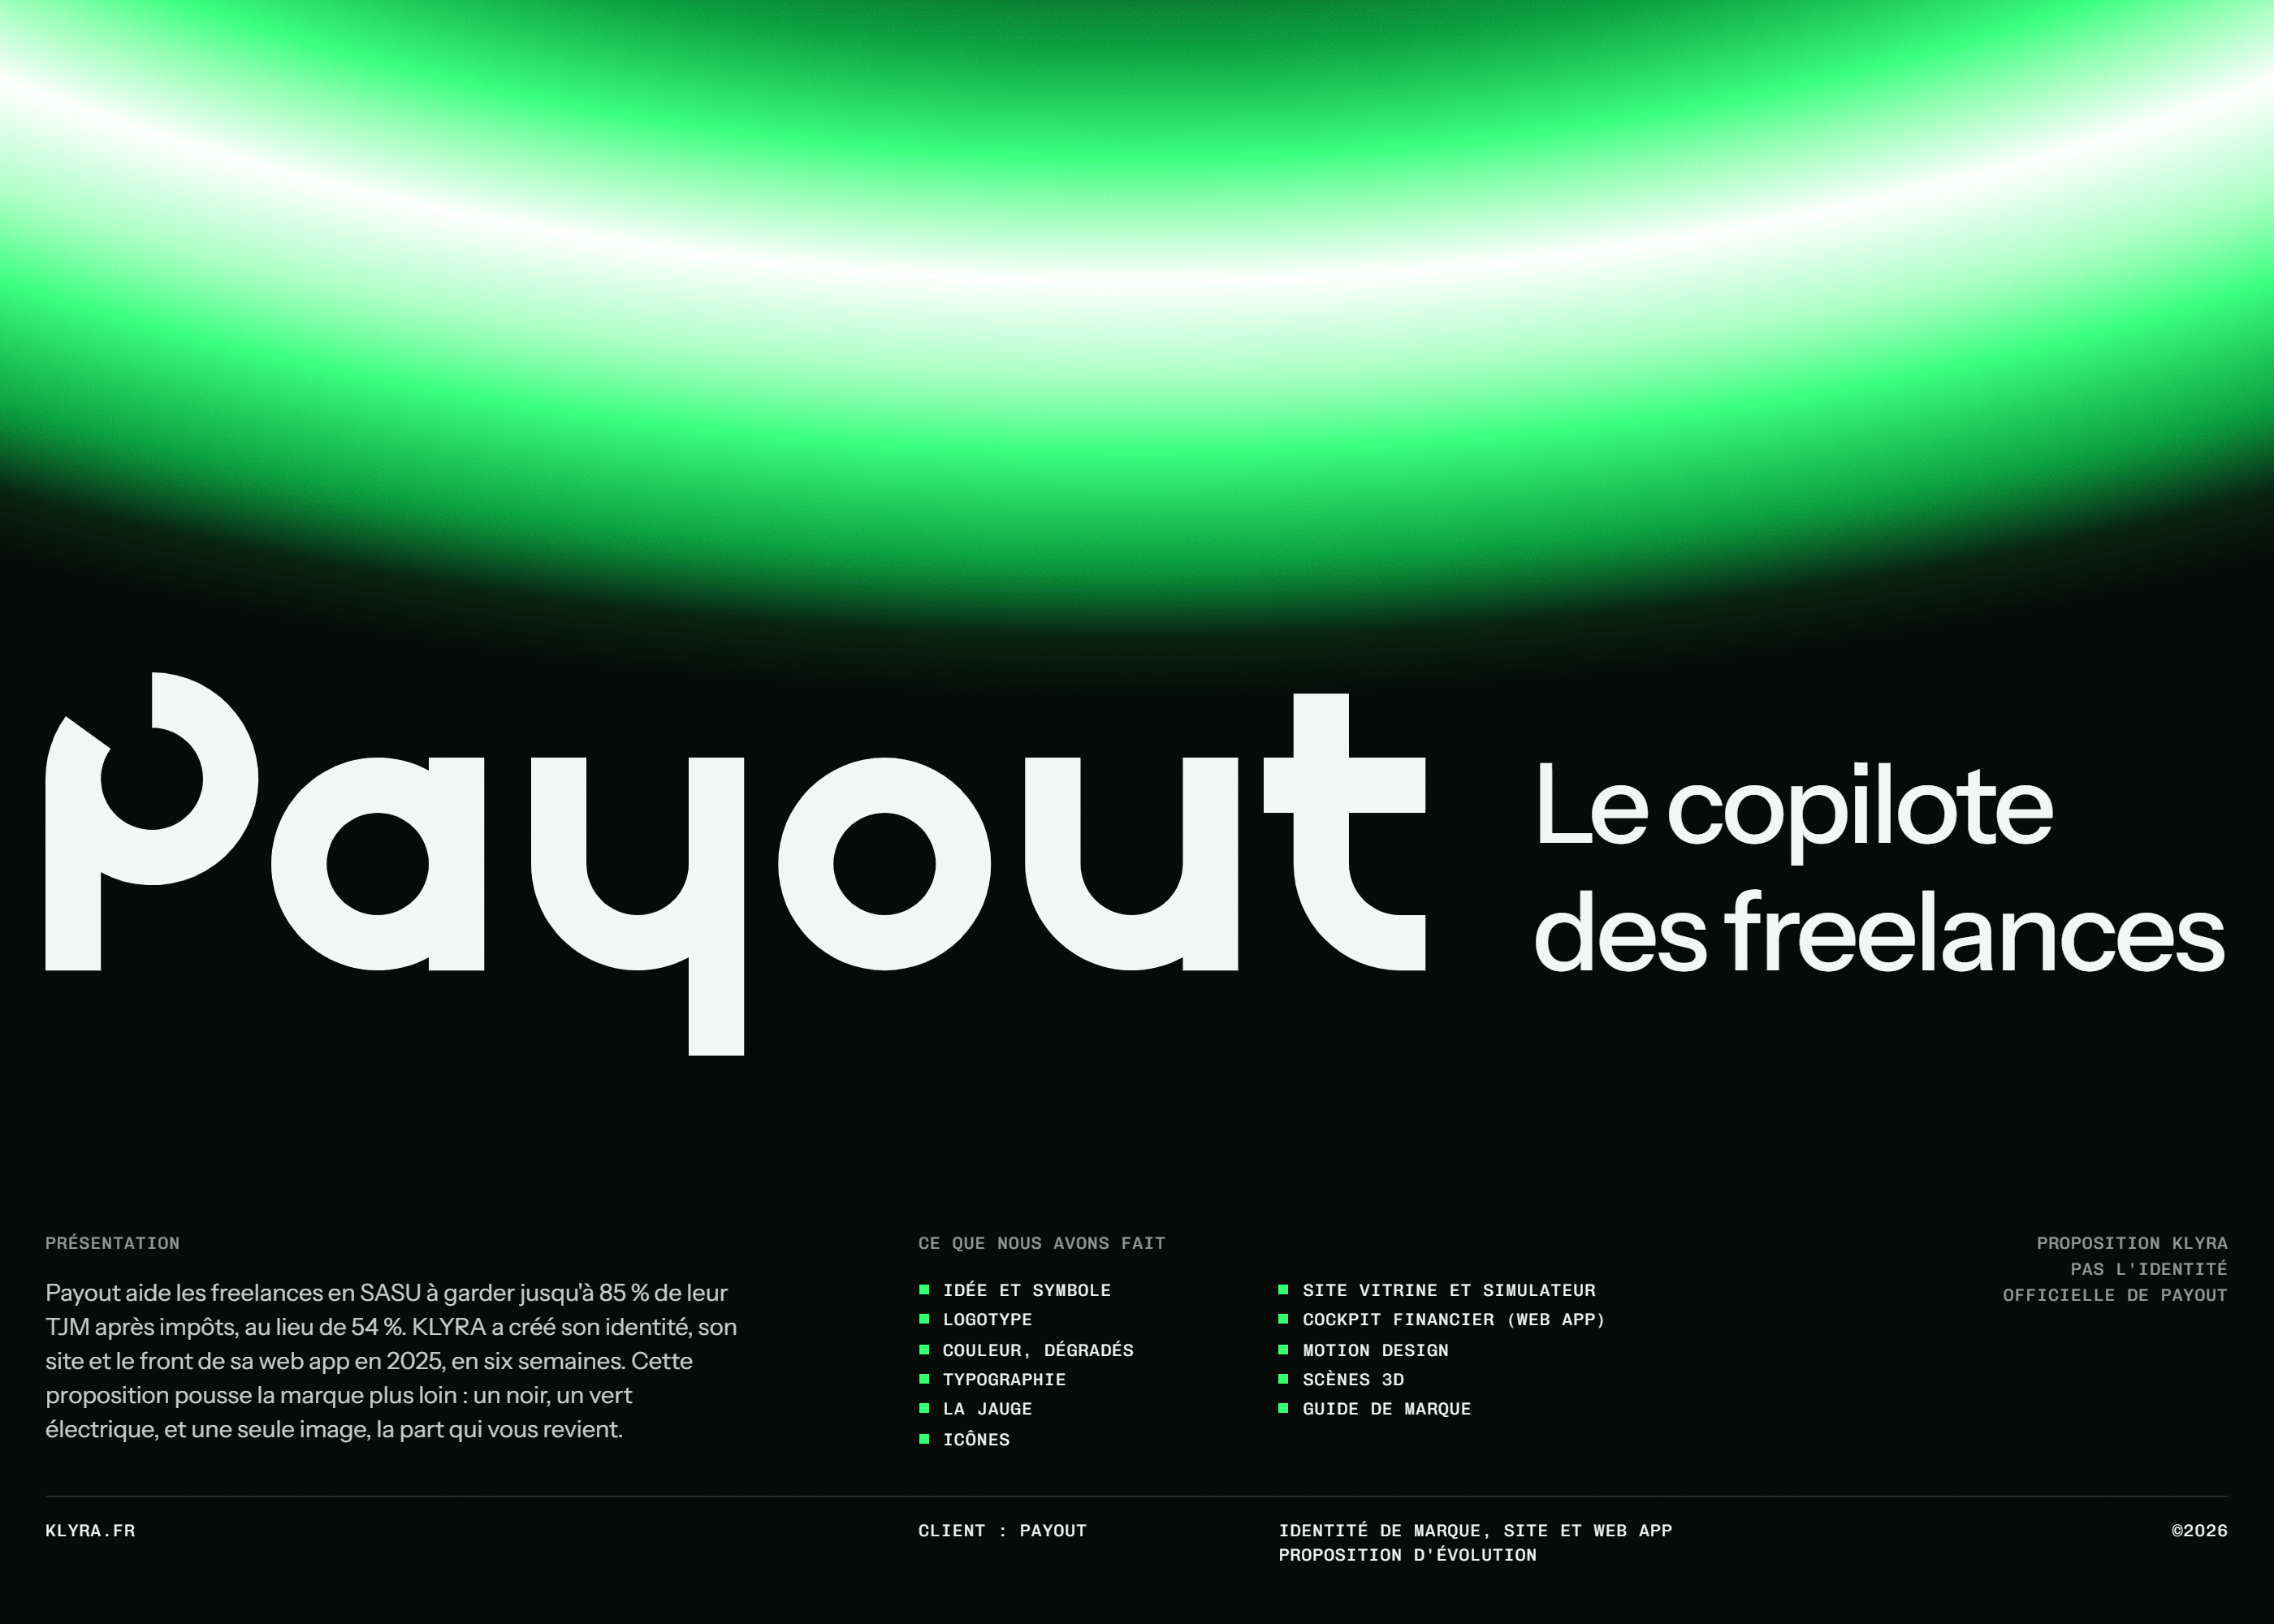 Payout
Le copilote
des freelances
PRÉSENTATION
Payout aide les freelances en SASU à garder jusqu'à 85 % de leur
TJM après impôts, au lieu de 54 %. KLYRA a créé son identité, son
site et le front de sa web app en 2025, en six semaines. Cette
proposition pousse la marque plus loin : un noir, un vert
électrique, et une seule image, la part qui vous revient.
CE QUE NOUS AVONS FAIT
IDÉE ET SYMBOLE
LOGOTYPE
COULEUR, DÉGRADÉS
TYPOGRAPHIE
LA JAUGE
ICÔNES
SITE VITRINE ET SIMULATEUR
COCKPIT FINANCIER (WEB APP)
MOTION DESIGN
SCÈNES 3D
GUIDE DE MARQUE
PROPOSITION KLYRA
PAS L'IDENTITÉ
OFFICIELLE DE PAYOUT
KLYRA.FR
CLIENT : PAYOUT
IDENTITÉ DE MARQUE, SITE ET WEB APP
PROPOSITION D'ÉVOLUTION
©2026